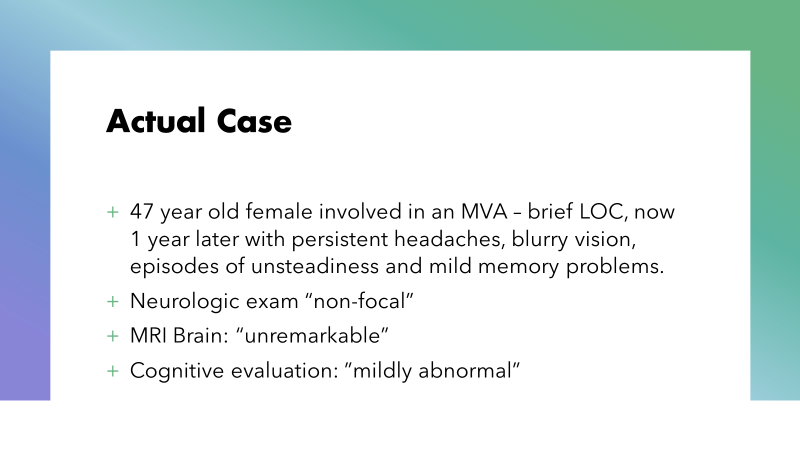 Actual Case
+ 47 year old female involved in an MVA – brief LOC, now
1 year later with persistent headaches, blurry vision,
episodes of unsteadiness and mild memory problems.
+ Neurologic exam “non-focal”
+ MRI Brain: “unremarkable”
+ Cognitive evaluation: ”mildly abnormal”